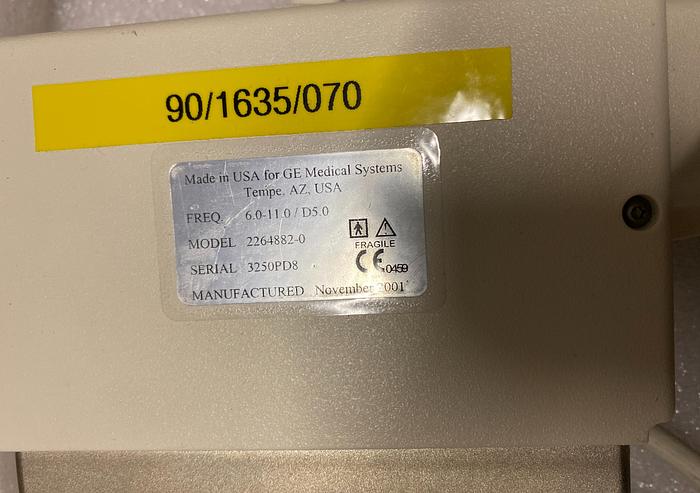 90/1635/070
Made in USA for GE Medical Systems
Tempe, AZ, USA
FREQ. 6.0-11.0 / D5.0
MODEL 2264882-0
FRAGILE
SERIAL 3250PD8
CE 0459
MANUFACTURED November 2001